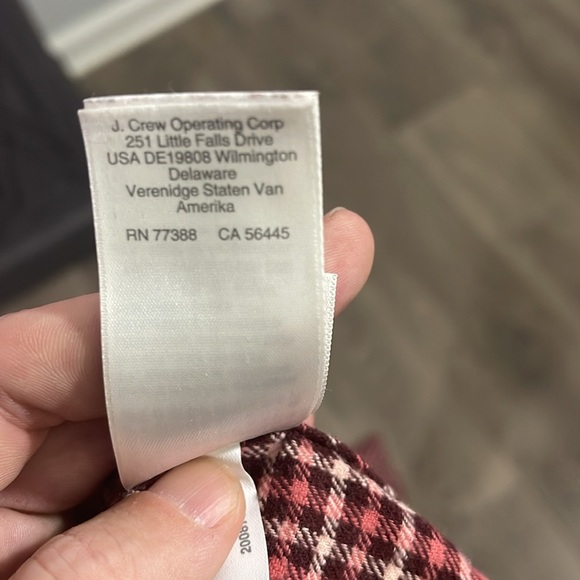 J. Crew Operating Corp
251 Little Falls Drive
USA DE19808 Wilmington
Delaware
Verenidge Staten Van
Amerika
RN 77388 CA 56445